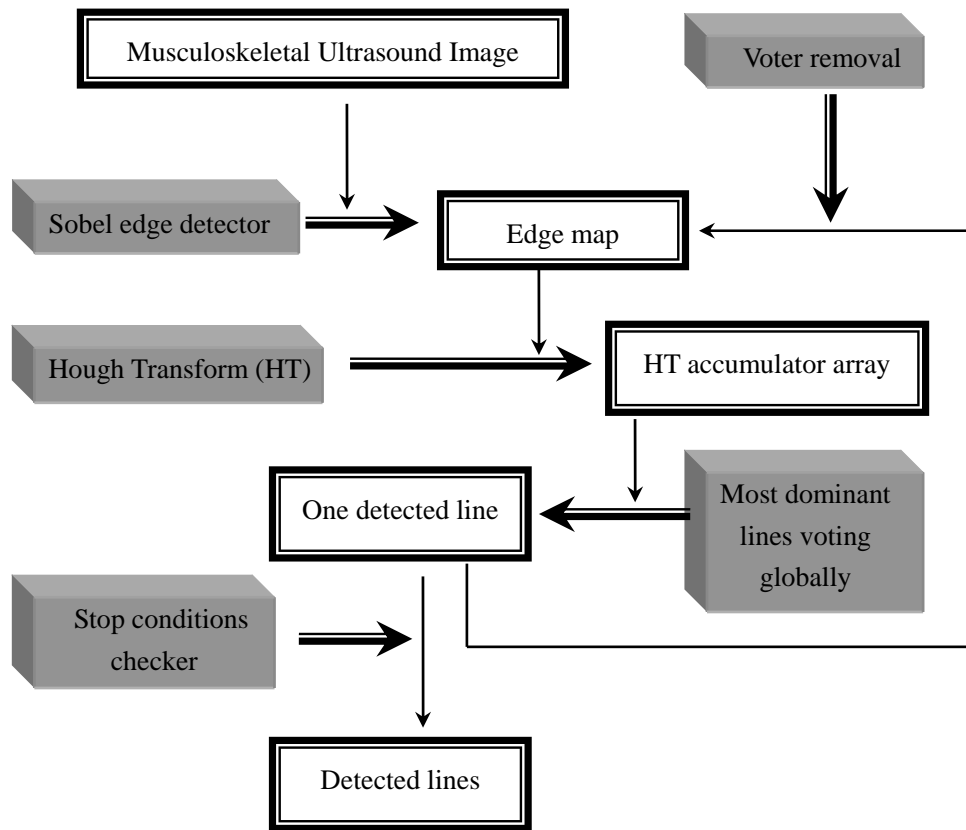 Musculoskeletal Ultrasound Image
Voter removal
Sobel edge detector
Edge map
Hough Transform (HT)
HT accumulator array
One detected line
Most dominant
lines voting
globally
Stop conditions
checker
Detected lines